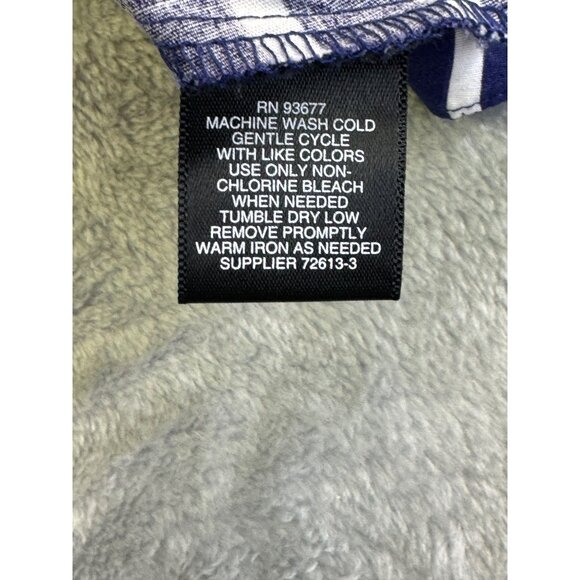 RN 93677
MACHINE WASH COLD
GENTLE CYCLE
WITH LIKE COLORS
USE ONLY NON-
CHLORINE BLEACH
WHEN NEEDED
TUMBLE DRY LOW
REMOVE PROMPTLY
WARM IRON AS NEEDED
SUPPLIER 72613-3